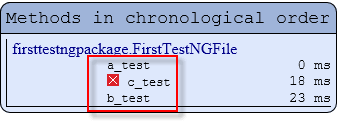 Methods in chronological order
firsttestngpackage.FirstTestNGFile
a_test 0 ms
c_test 18 ms
b_test 23 ms